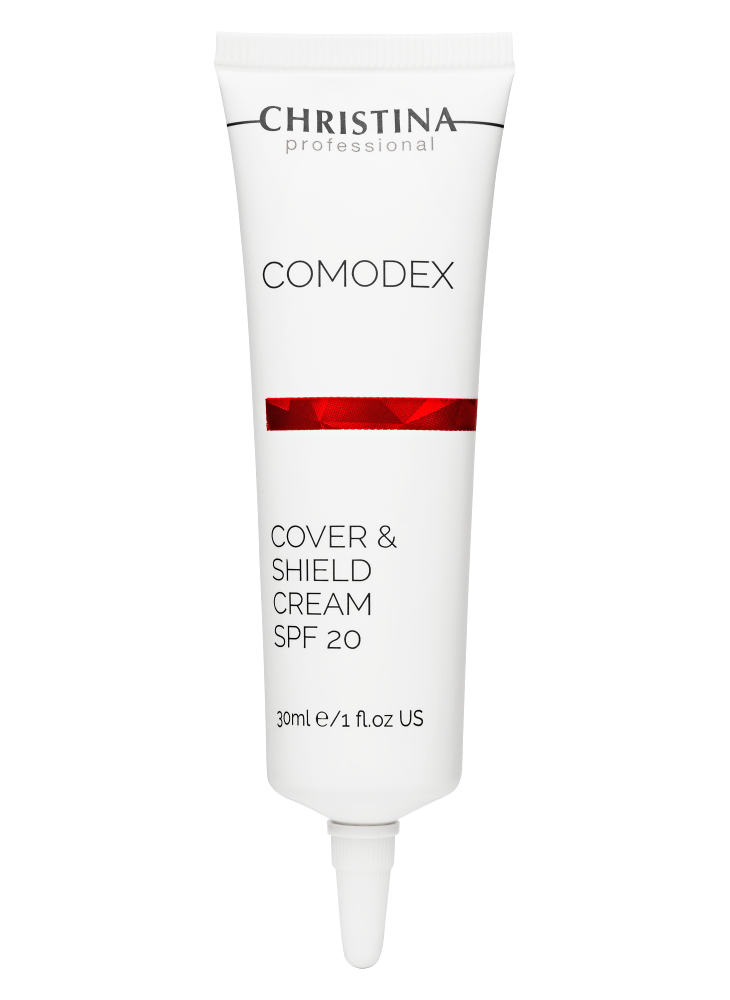 CHRISTINA
professional
COMODEX
COVER &
SHIELD
CREAM
SPF 20
30ml ℮/1 fl.oz US